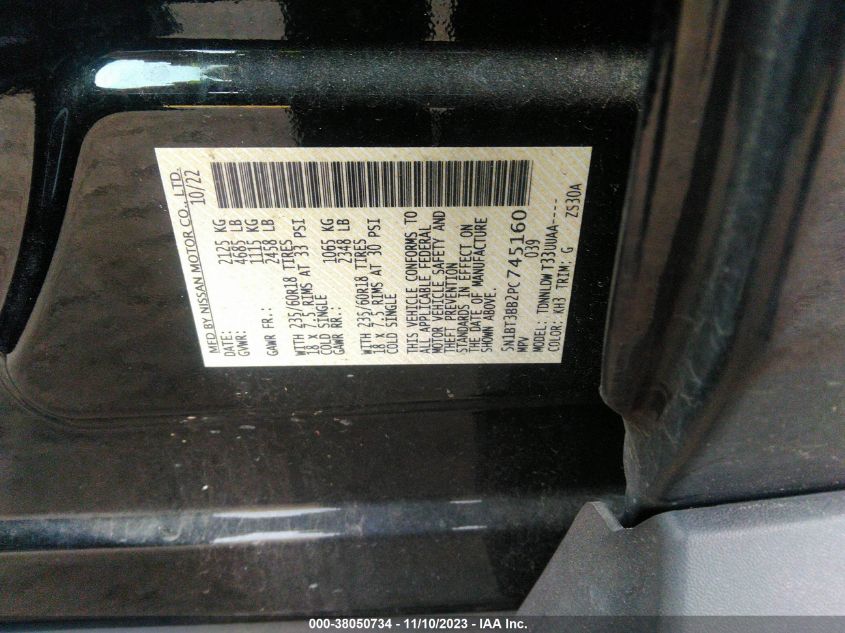 MFD BY NISSAN MOTOR CO., LTD.
DATE: 10/22
GVWR: 2125 KG
4685 LB
GAWR FR.: 1115 KG
2458 LB
WITH 235/60R18 TIRES
18 X 7.5 RIMS AT 33 PSI
COLD SINGLE
GAWR RR.: 1065 KG
2348 LB
WITH 235/60R18 TIRES
18 X 7.5 RIMS AT 30 PSI
COLD SINGLE
THIS VEHICLE CONFORMS TO
ALL APPLICABLE FEDERAL
MOTOR VEHICLE SAFETY AND
THEFT PREVENTION
STANDARDS IN EFFECT ON
THE DATE OF MANUFACTURE
SHOWN ABOVE.
5N1BT3BB2PC745160
MPV 039
MODEL: TDNNLDWT33UUAA----
COLOR: KH3 TRIM: G ZS30A
000-38050734 - 11/10/2023 - IAA Inc.